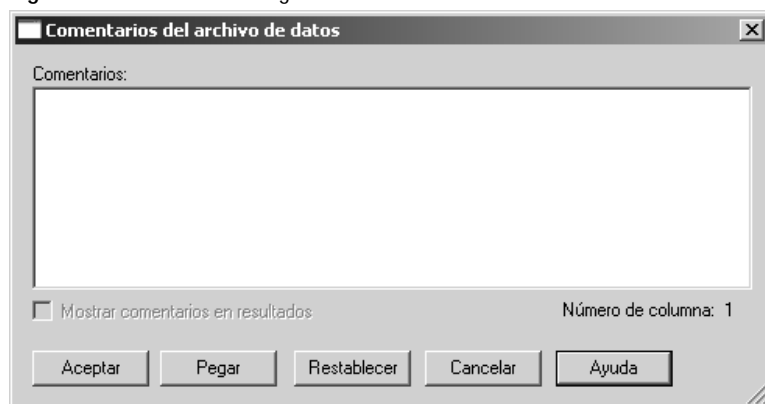 Comentarios del archivo de datos
Comentarios:
Mostrar comentarios en resultados
Número de columna: 1
Aceptar
Pegar
Restablecer
Cancelar
Ayuda